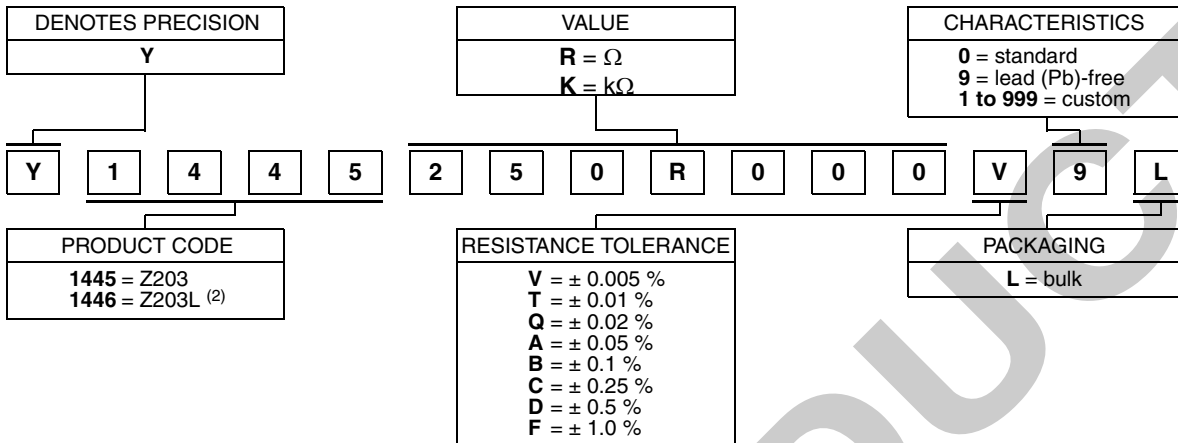 DENOTES PRECISION
Y
VALUE
R = Ω
K = kΩ
CHARACTERISTICS
0 = standard
9 = lead (Pb)-free
1 to 999 = custom
Y 1 4 4 5 2 5 0 R 0 0 0 V 9 L
PRODUCT CODE
1445 = Z203
1446 = Z203L (2)
RESISTANCE TOLERANCE
V = ± 0.005 %
T = ± 0.01 %
Q = ± 0.02 %
A = ± 0.05 %
B = ± 0.1 %
C = ± 0.25 %
D = ± 0.5 %
F = ± 1.0 %
PACKAGING
L = bulk
DUCT